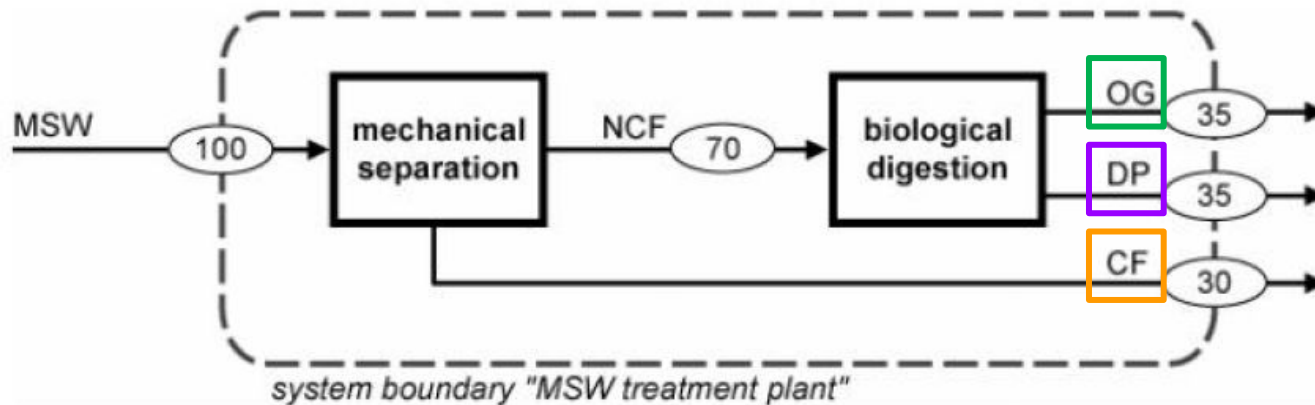 MSW
100
mechanical
separation
NCF
70
biological
digestion
OG
35
DP
35
CF
30
system boundary "MSW treatment plant"